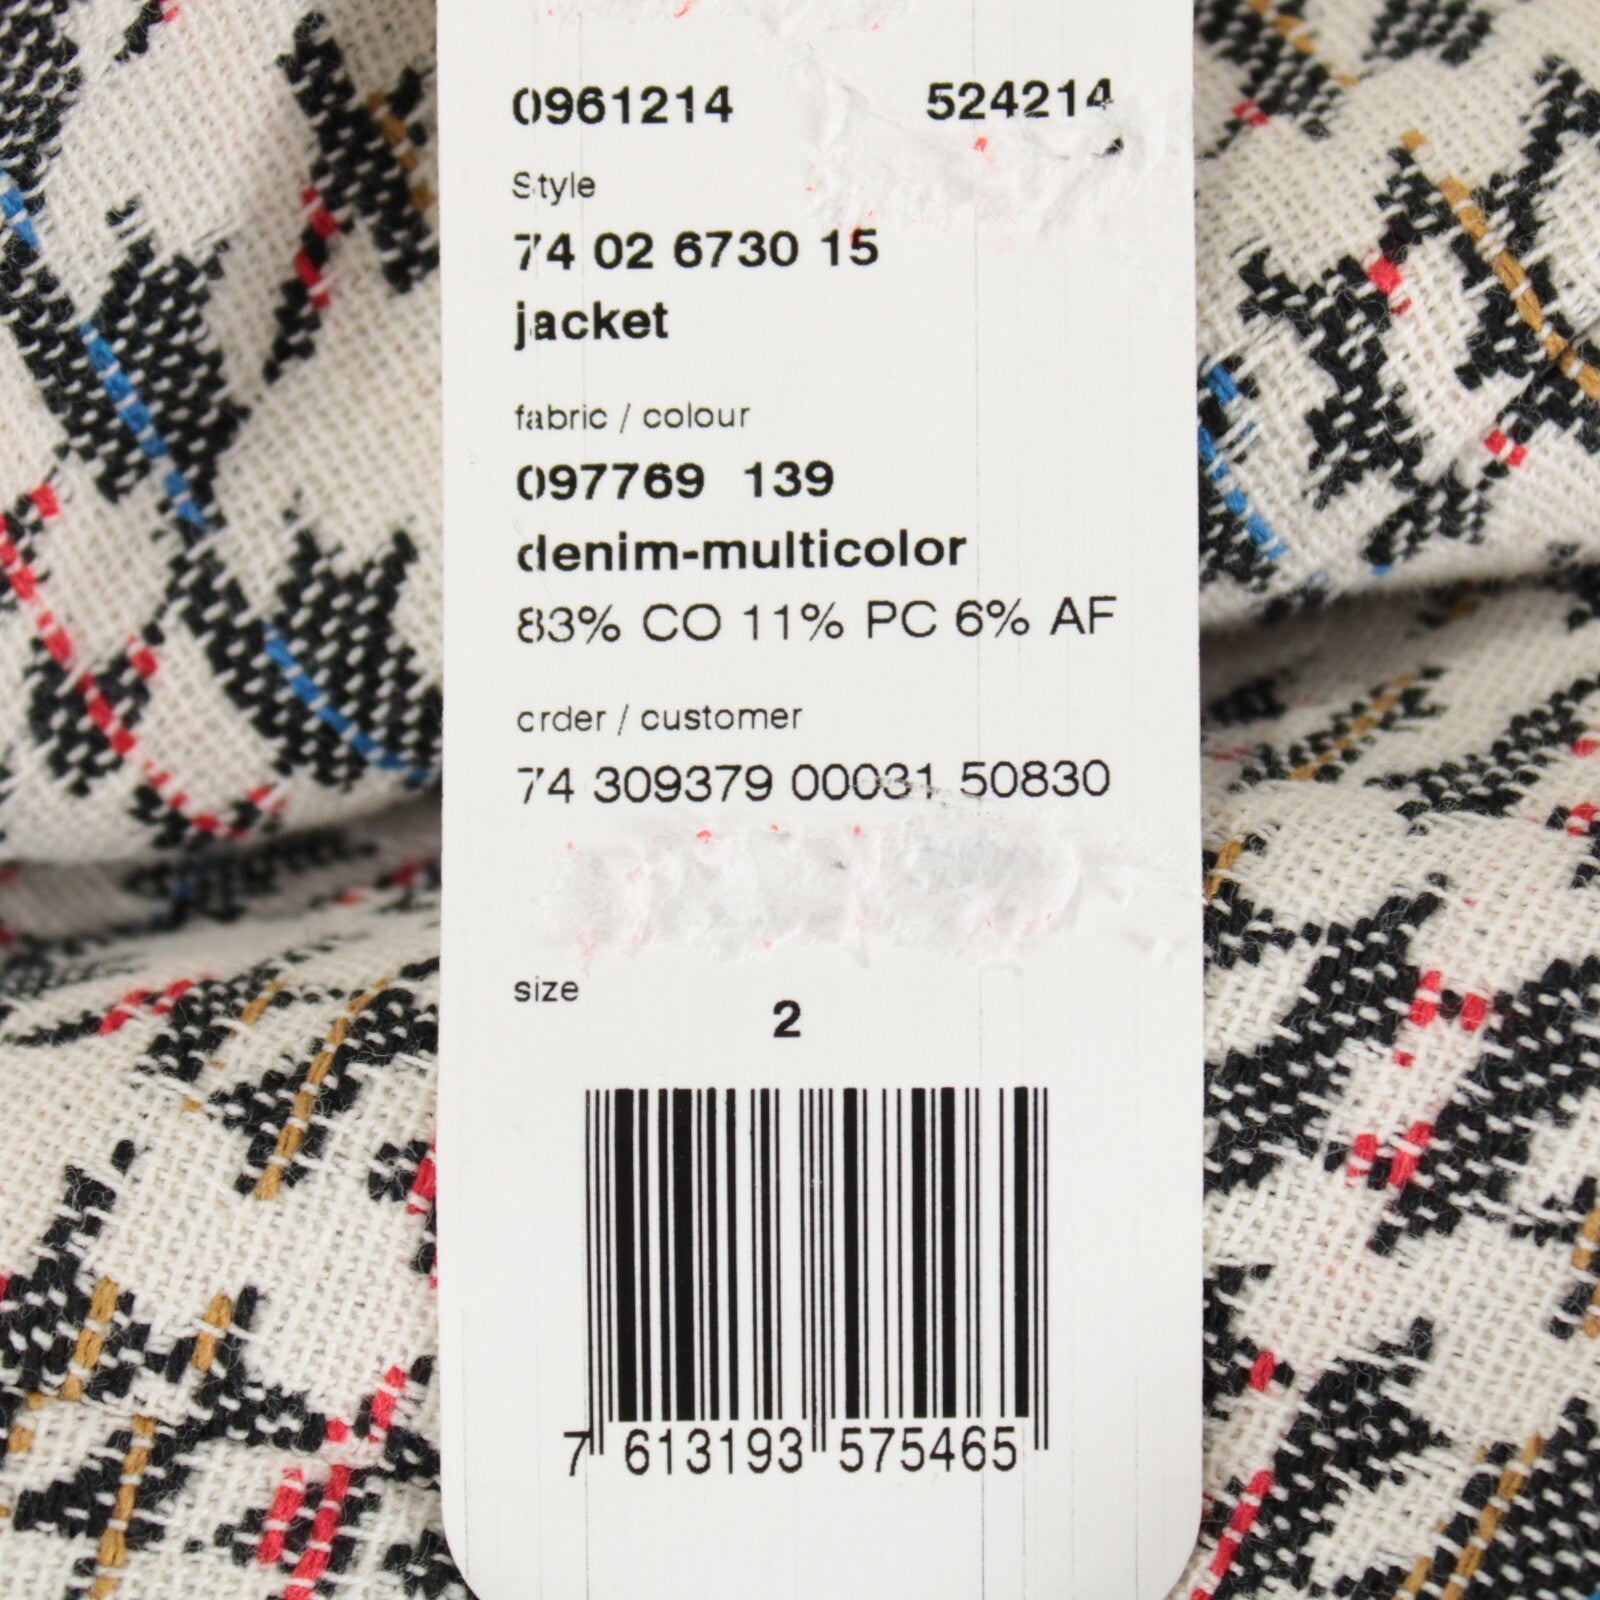 0961214 524214
Style
74 02 6730 15
jacket
fabric / colour
097769 139
denim-multicolor
83% CO 11% PC 6% AF
order / customer
74 309379 00031 50830
size
2
7 613193 575465